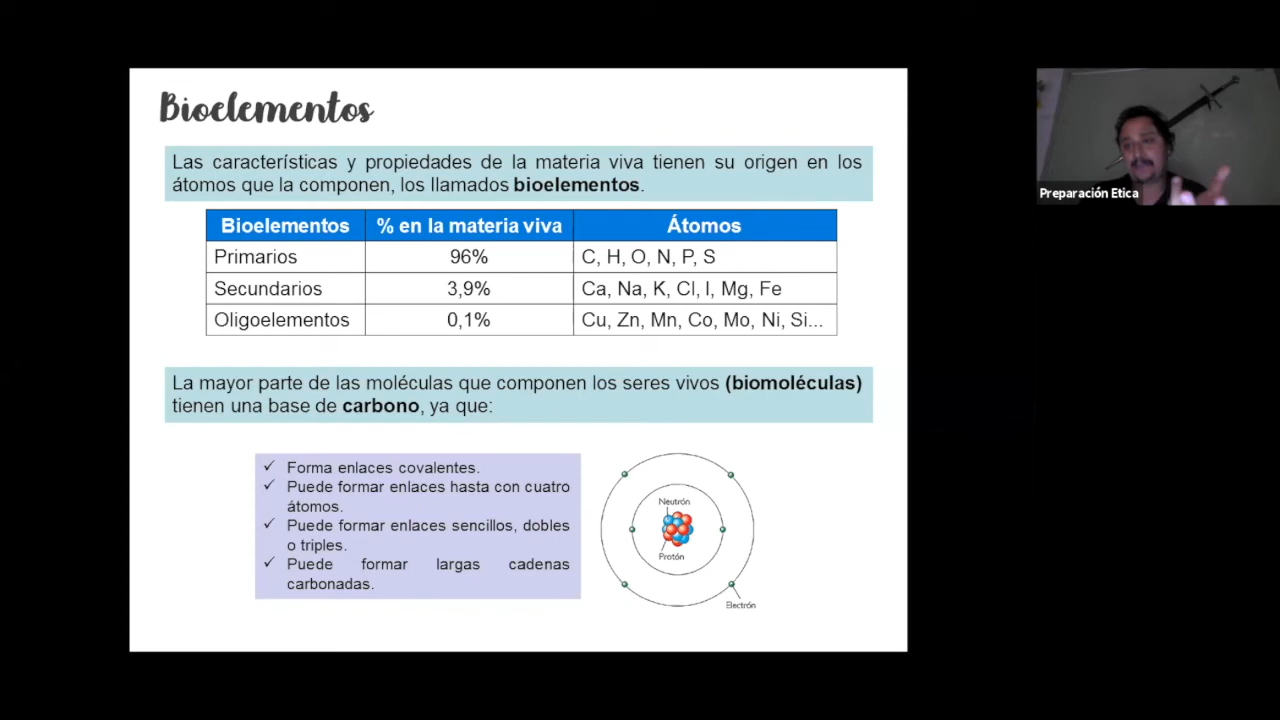 Bioelementos
Las características y propiedades de la materia viva tienen su origen en los
átomos que la componen, los llamados bioelementos.
Bioelementos % en la materia viva Átomos
Primarios 96% C, H, O, N, P, S
Secundarios 3,9% Ca, Na, K, Cl, I, Mg, Fe
Oligoelementos 0,1% Cu, Zn, Mn, Co, Mo, Ni, Si...
La mayor parte de las moléculas que componen los seres vivos (biomoléculas)
tienen una base de carbono, ya que:
✓ Forma enlaces covalentes.
✓ Puede formar enlaces hasta con cuatro
átomos.
✓ Puede formar enlaces sencillos, dobles
o triples.
✓ Puede formar largas cadenas
carbonadas.
Neutrón
Protón
Electrón
Preparación Etica